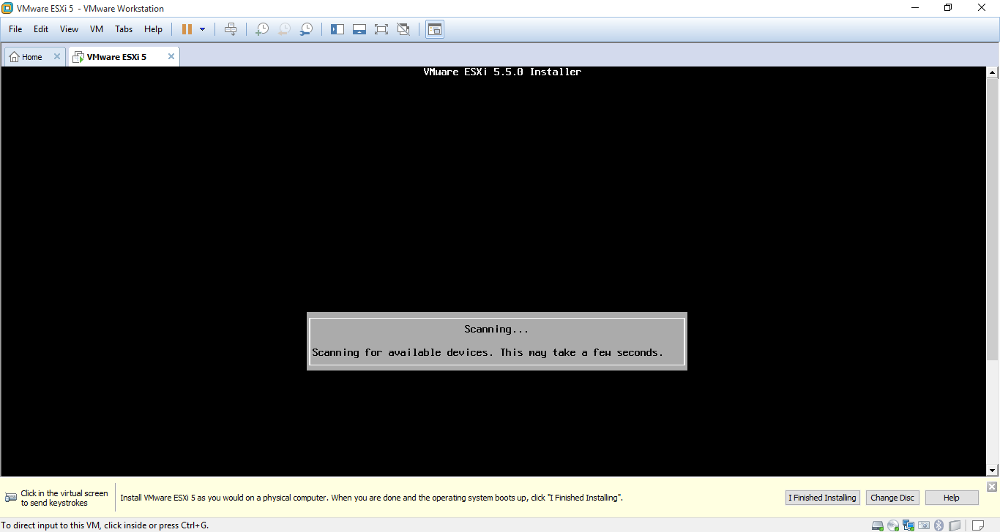 VMware ESXi 5 - VMware Workstation
File Edit View VM Tabs Help
Home VMware ESXi 5
VMware ESXi 5.5.0 Installer
Scanning...
Scanning for available devices. This may take a few seconds.
Click in the virtual screen
to send keystrokes
Install VMware ESXi 5 as you would on a physical computer. When you are done and the operating system boots up, click "I Finished Installing".
I Finished Installing Change Disc Help
To direct input to this VM, click inside or press Ctrl+G.